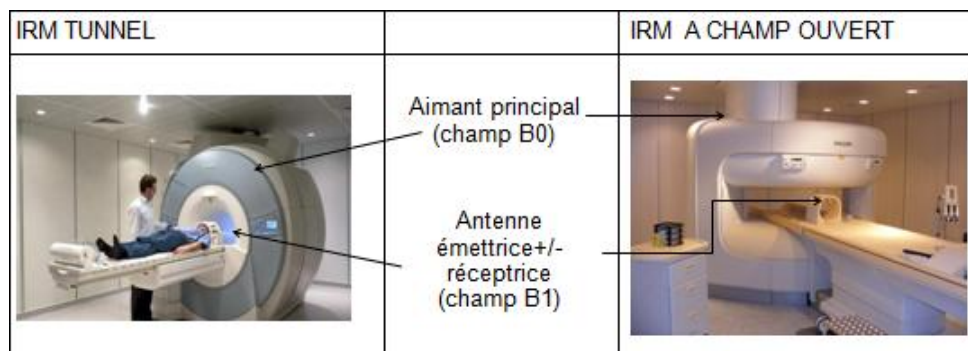 IRM TUNNEL
IRM A CHAMP OUVERT
Aimant principal
(champ B0)
Antenne
émettrice+/-
réceptrice
(champ B1)